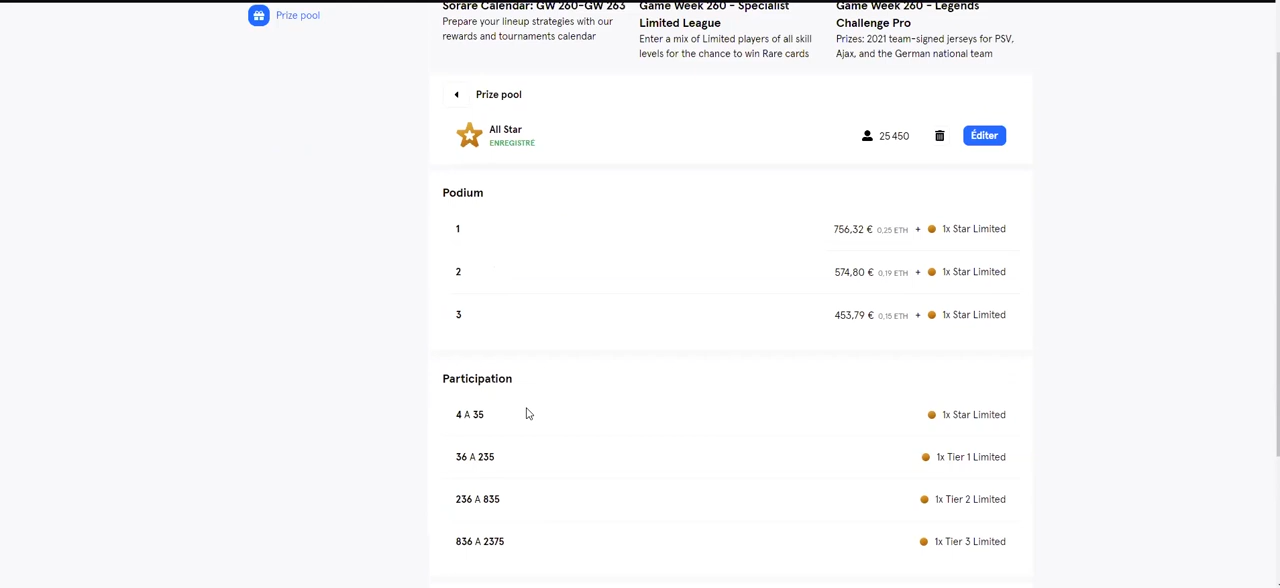 Prize pool
Sorare Calendar: GW 260-GW 263
Prepare your lineup strategies with our
rewards and tournaments calendar
Game Week 260 - Specialist
Limited League
Enter a mix of Limited players of all skill
levels for the chance to win Rare cards
Game Week 260 - Legends
Challenge Pro
Prizes: 2021 team-signed jerseys for PSV,
Ajax, and the German national team
Prize pool
All Star
ENREGISTRÉ
25 450
Éditer
Podium
1 756,32 € 0,25 ETH + 1x Star Limited
2 574,80 € 0,19 ETH + 1x Star Limited
3 453,79 € 0,15 ETH + 1x Star Limited
Participation
4 A 35 1x Star Limited
36 A 235 1x Tier 1 Limited
236 A 835 1x Tier 2 Limited
836 A 2375 1x Tier 3 Limited